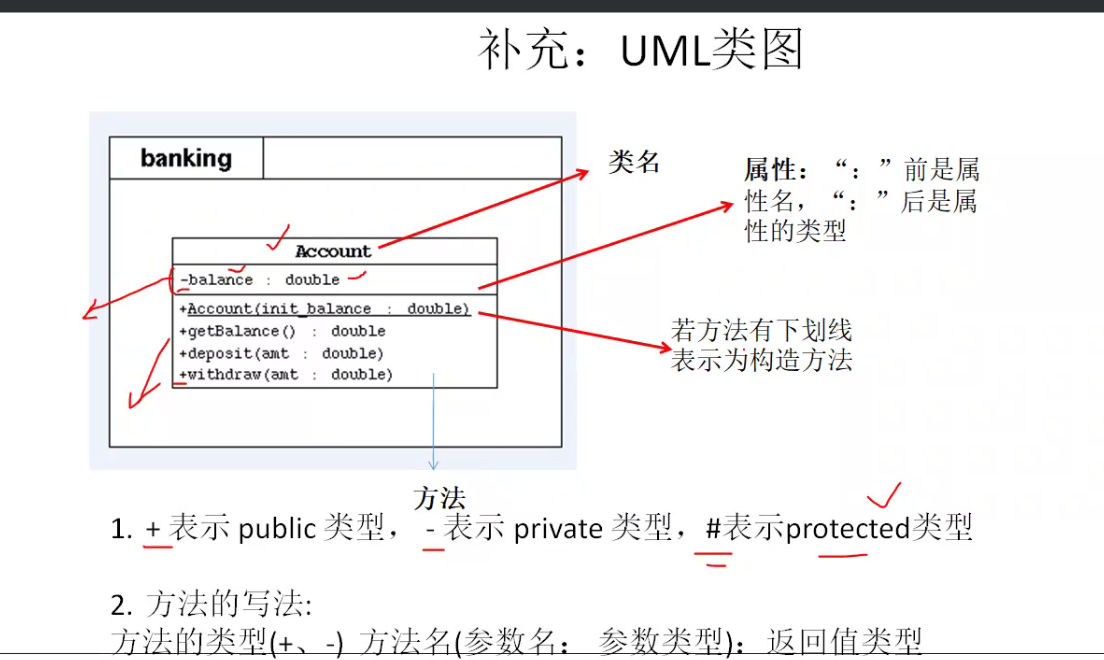 补充：UML类图
banking
类名
属性：“：”前是属
性名，“：”后是属
性的类型
Account
-balance : double
+Account(init_balance : double)
+getBalance() : double
+deposit(amt : double)
+withdraw(amt : double)
若方法有下划线
表示为构造方法
方法
1. + 表示 public 类型， - 表示 private 类型，#表示protected类型
2. 方法的写法:
方法的类型(+、-) 方法名(参数名： 参数类型)：返回值类型